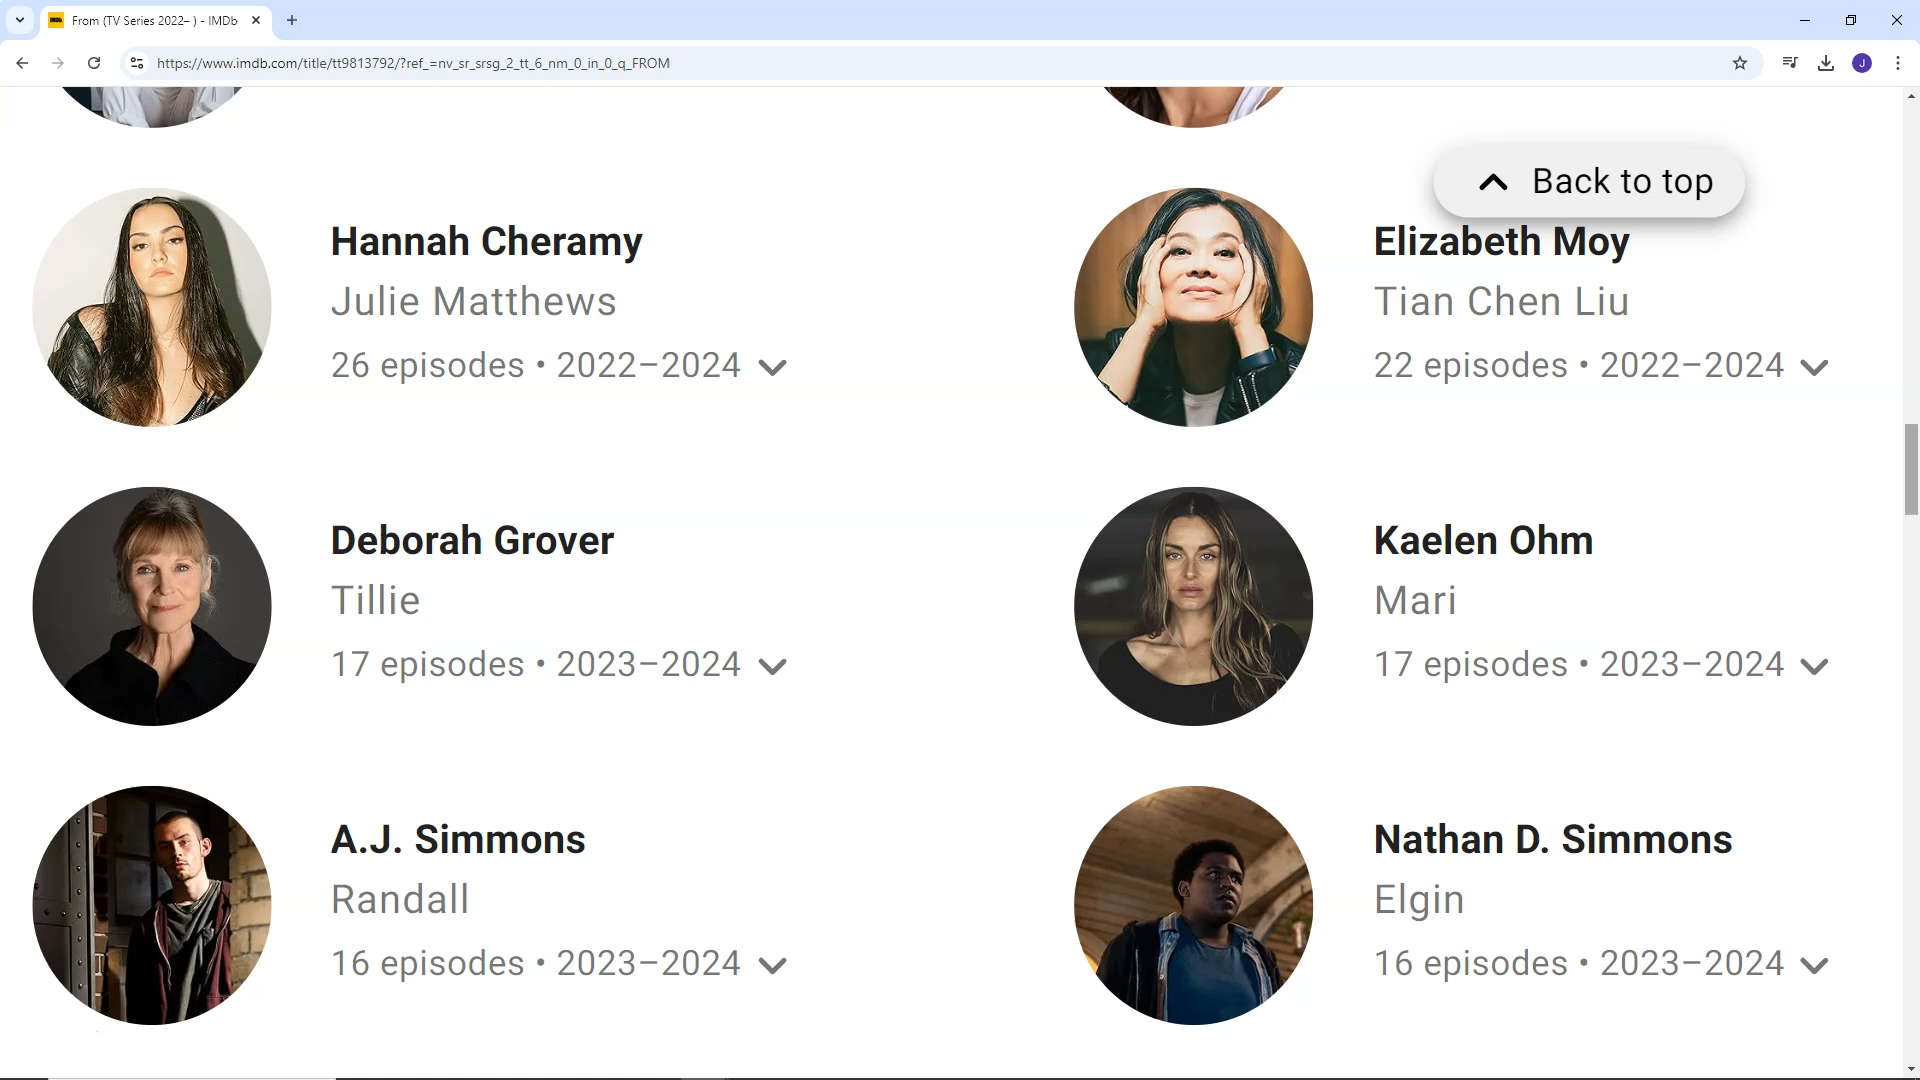 From (TV Series 2022– ) - IMDb
https://www.imdb.com/title/tt9813792/?ref_=nv_sr_srsg_2_tt_6_nm_0_in_0_q_FROM
J
Back to top
Hannah Cheramy
Julie Matthews
26 episodes • 2022–2024
Elizabeth Moy
Tian Chen Liu
22 episodes • 2022–2024
Deborah Grover
Tillie
17 episodes • 2023–2024
Kaelen Ohm
Mari
17 episodes • 2023–2024
A.J. Simmons
Randall
16 episodes • 2023–2024
Nathan D. Simmons
Elgin
16 episodes • 2023–2024